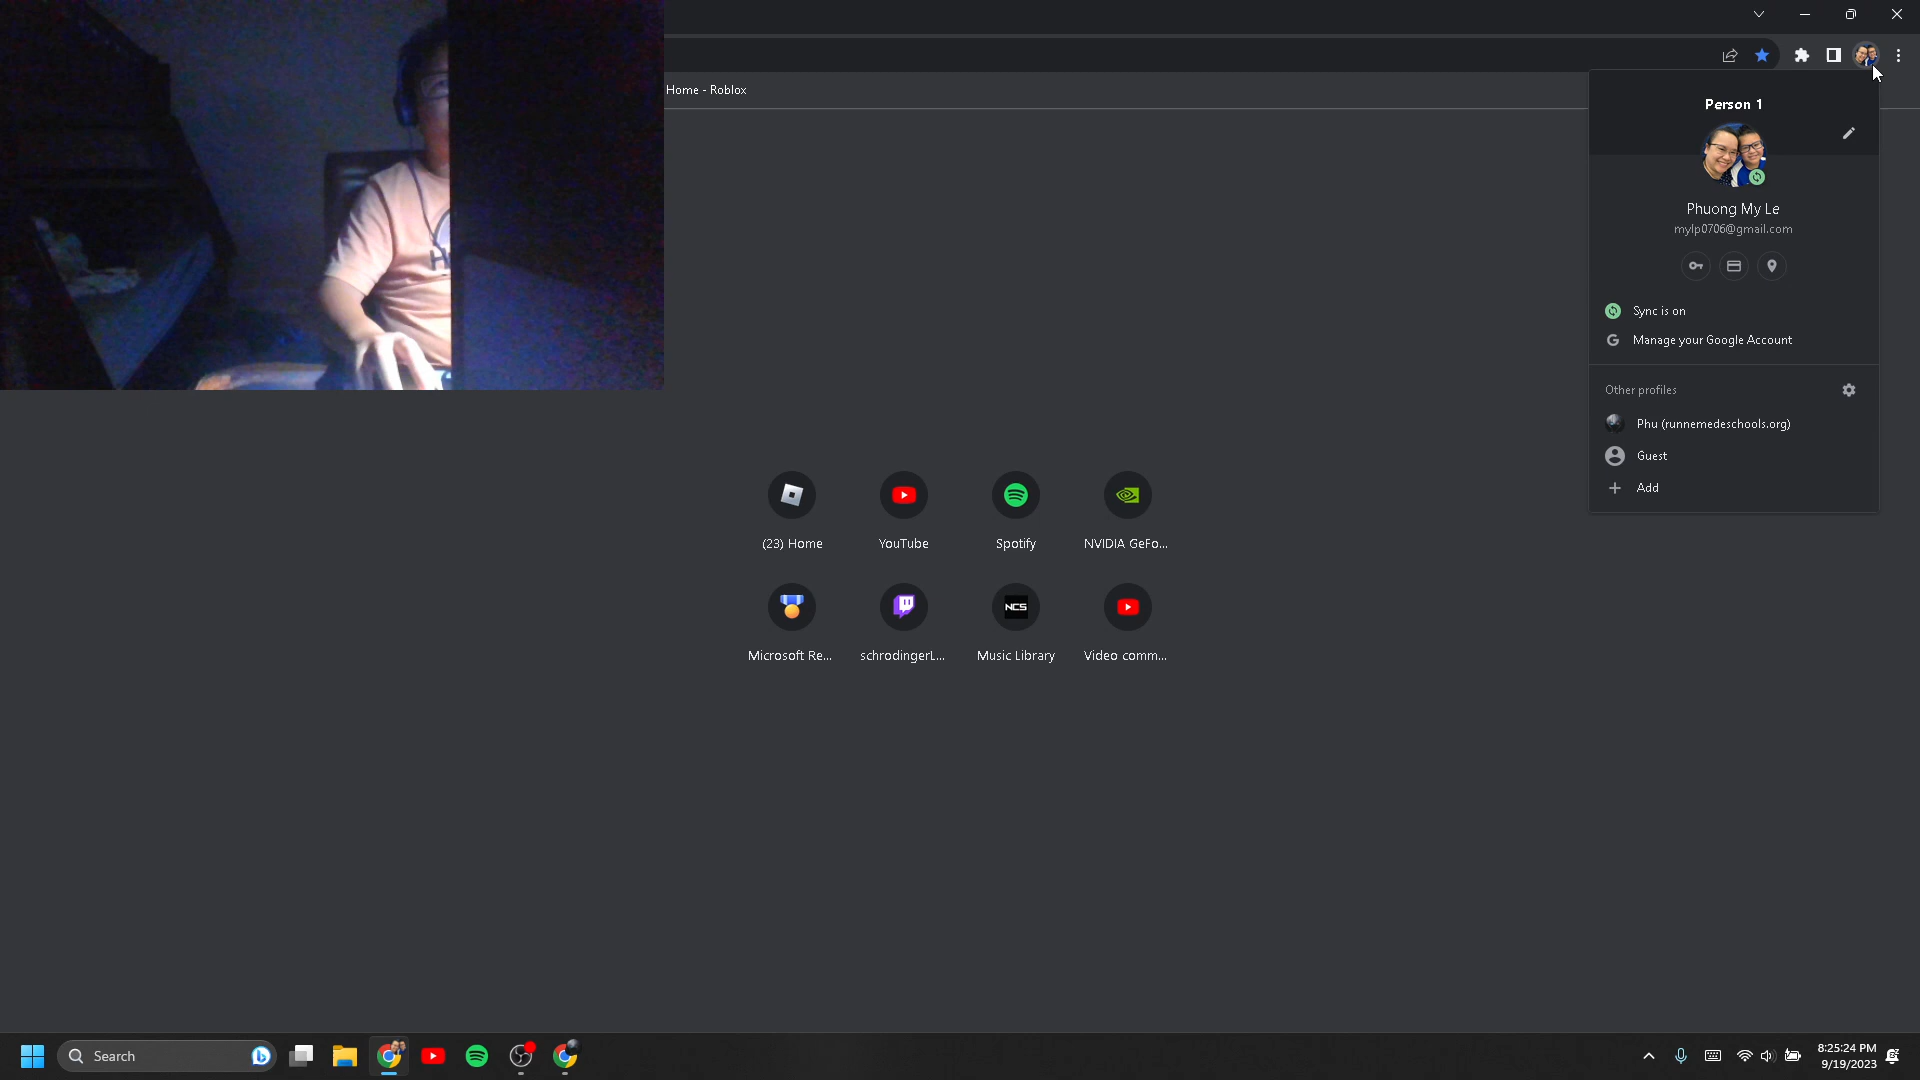 Home - Roblox
Person 1
Phuong My Le
mylp0706@gmail.com
Sync is on
G Manage your Google Account
Other profiles
Phu (runnemedeschools.org)
Guest
+ Add
(23) Home
YouTube
Spotify
NVIDIA GeFo...
NCS
Microsoft Re...
schrodingerL...
Music Library
Video comm...
Search
8:25:24 PM
9/19/2023